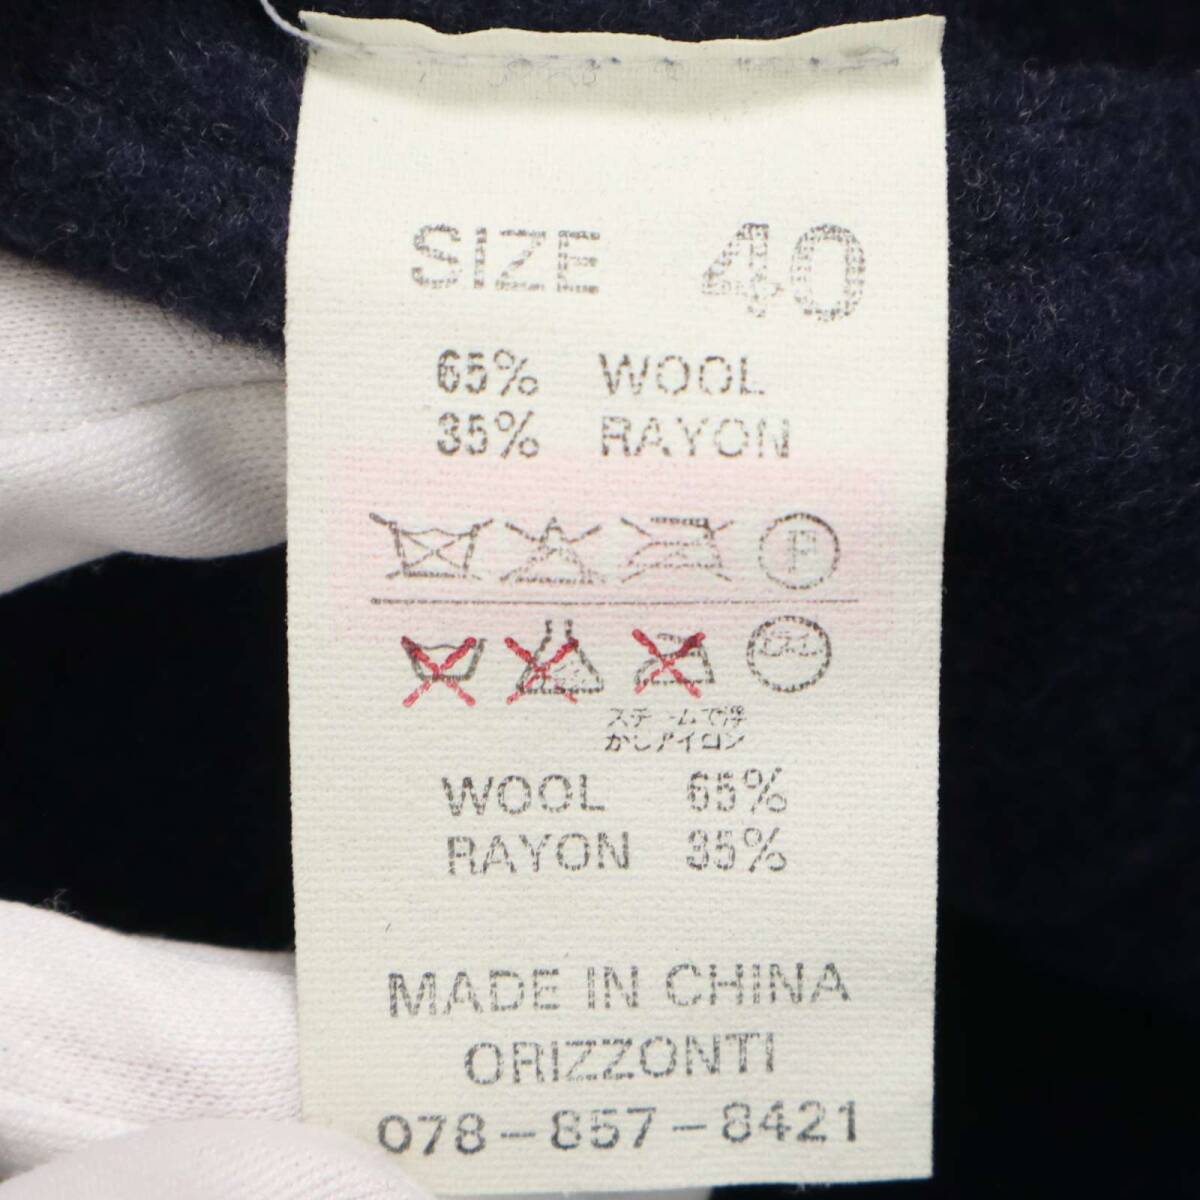 SIZE 40
65% WOOL
35% RAYON
F
スチームで浮
かしアイロン
WOOL 65%
RAYON 35%
MADE IN CHINA
ORIZZONTI
078-857-8421